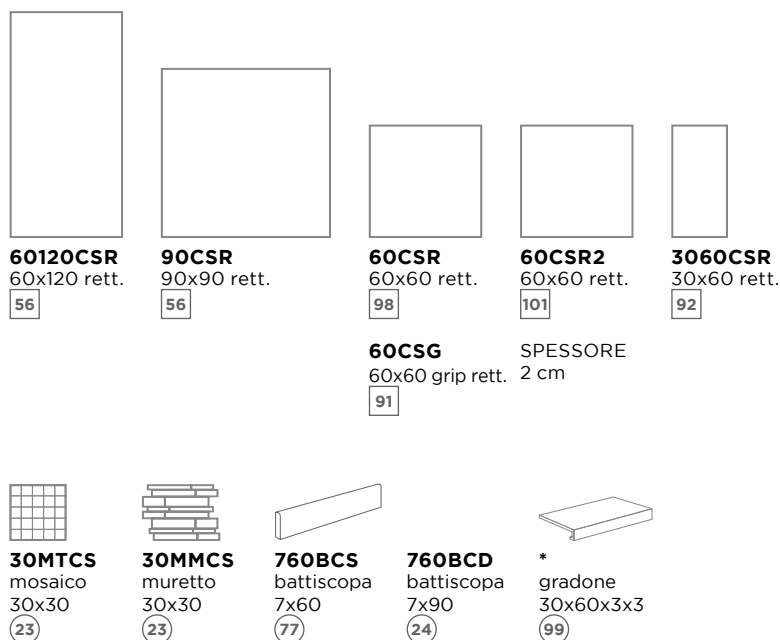 60120CSR
60x120 rett.
56
90CSR
90x90 rett.
56
60CSR
60x60 rett.
98
60CSG
60x60 grip rett.
91
60CSR2
60x60 rett.
101
SPESSORE
2 cm
3060CSR
30x60 rett.
92
30MTCS
mosaico
30x30
23
30MMCS
muretto
30x30
23
760BCS
battiscopa
7x60
77
760BCD
battiscopa
7x90
24
*
gradone
30x60x3x3
99